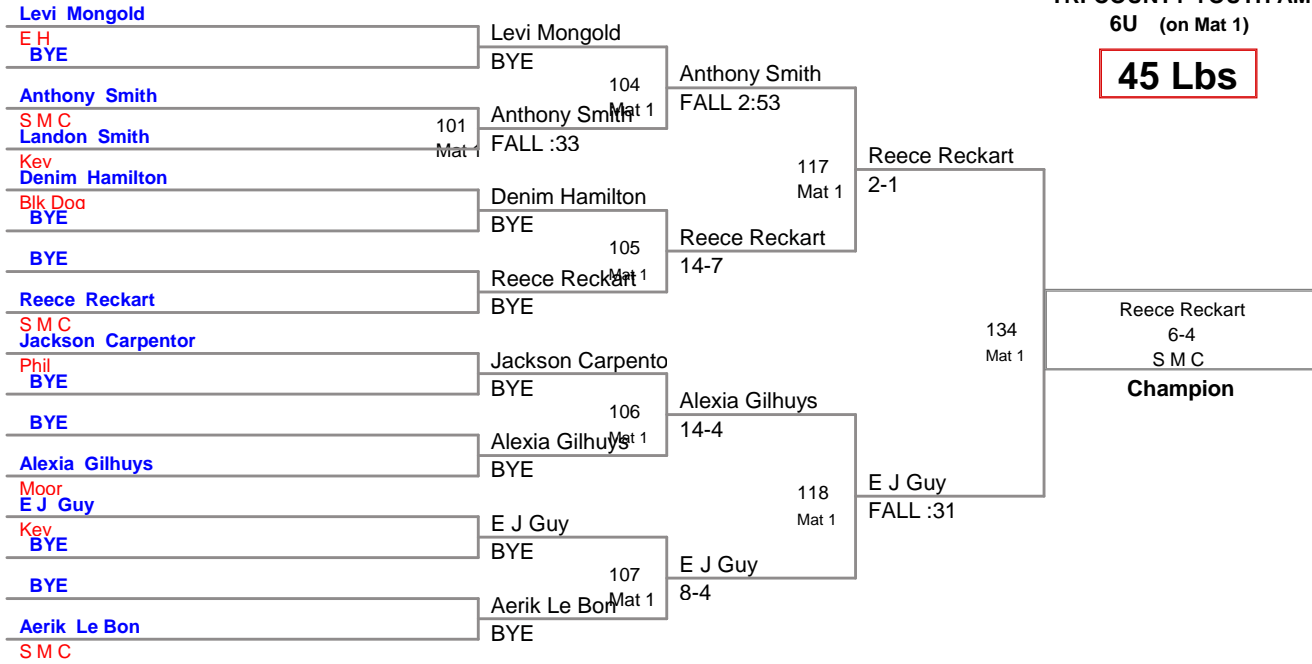 TRI COUNTY YOUTH AM
6U (on Mat 1)
45 Lbs
Levi Mongold
E H
BYE
Anthony Smith
S M C
Landon Smith
Kev
Denim Hamilton
Blk Dog
BYE
BYE
Reece Reckart
S M C
Jackson Carpentor
Phil
BYE
BYE
Alexia Gilhuys
Moor
E J Guy
Kev
BYE
BYE
Aerik Le Bon
S M C
101
Mat 1
Levi Mongold
BYE
Anthony Smith
FALL :33
Denim Hamilton
BYE
Reece Reckart
BYE
Jackson Carpento
BYE
Alexia Gilhuys
BYE
E J Guy
BYE
Aerik Le Bon
BYE
104
Mat 1
105
Mat 1
106
Mat 1
107
Mat 1
Anthony Smith
FALL 2:53
Reece Reckart
14-7
Alexia Gilhuys
14-4
E J Guy
8-4
117
Mat 1
118
Mat 1
Reece Reckart
2-1
E J Guy
FALL :31
134
Mat 1
Reece Reckart
6-4
S M C
Champion